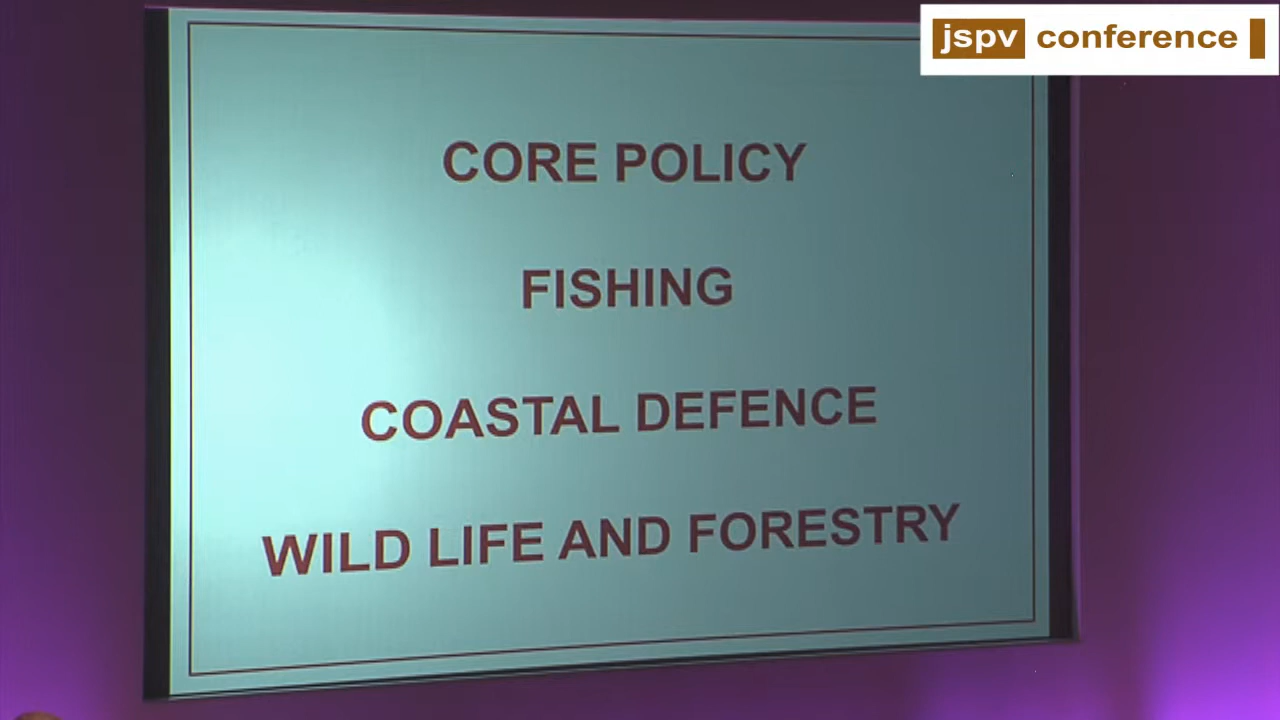 jspv conference
CORE POLICY
FISHING
COASTAL DEFENCE
WILD LIFE AND FORESTRY